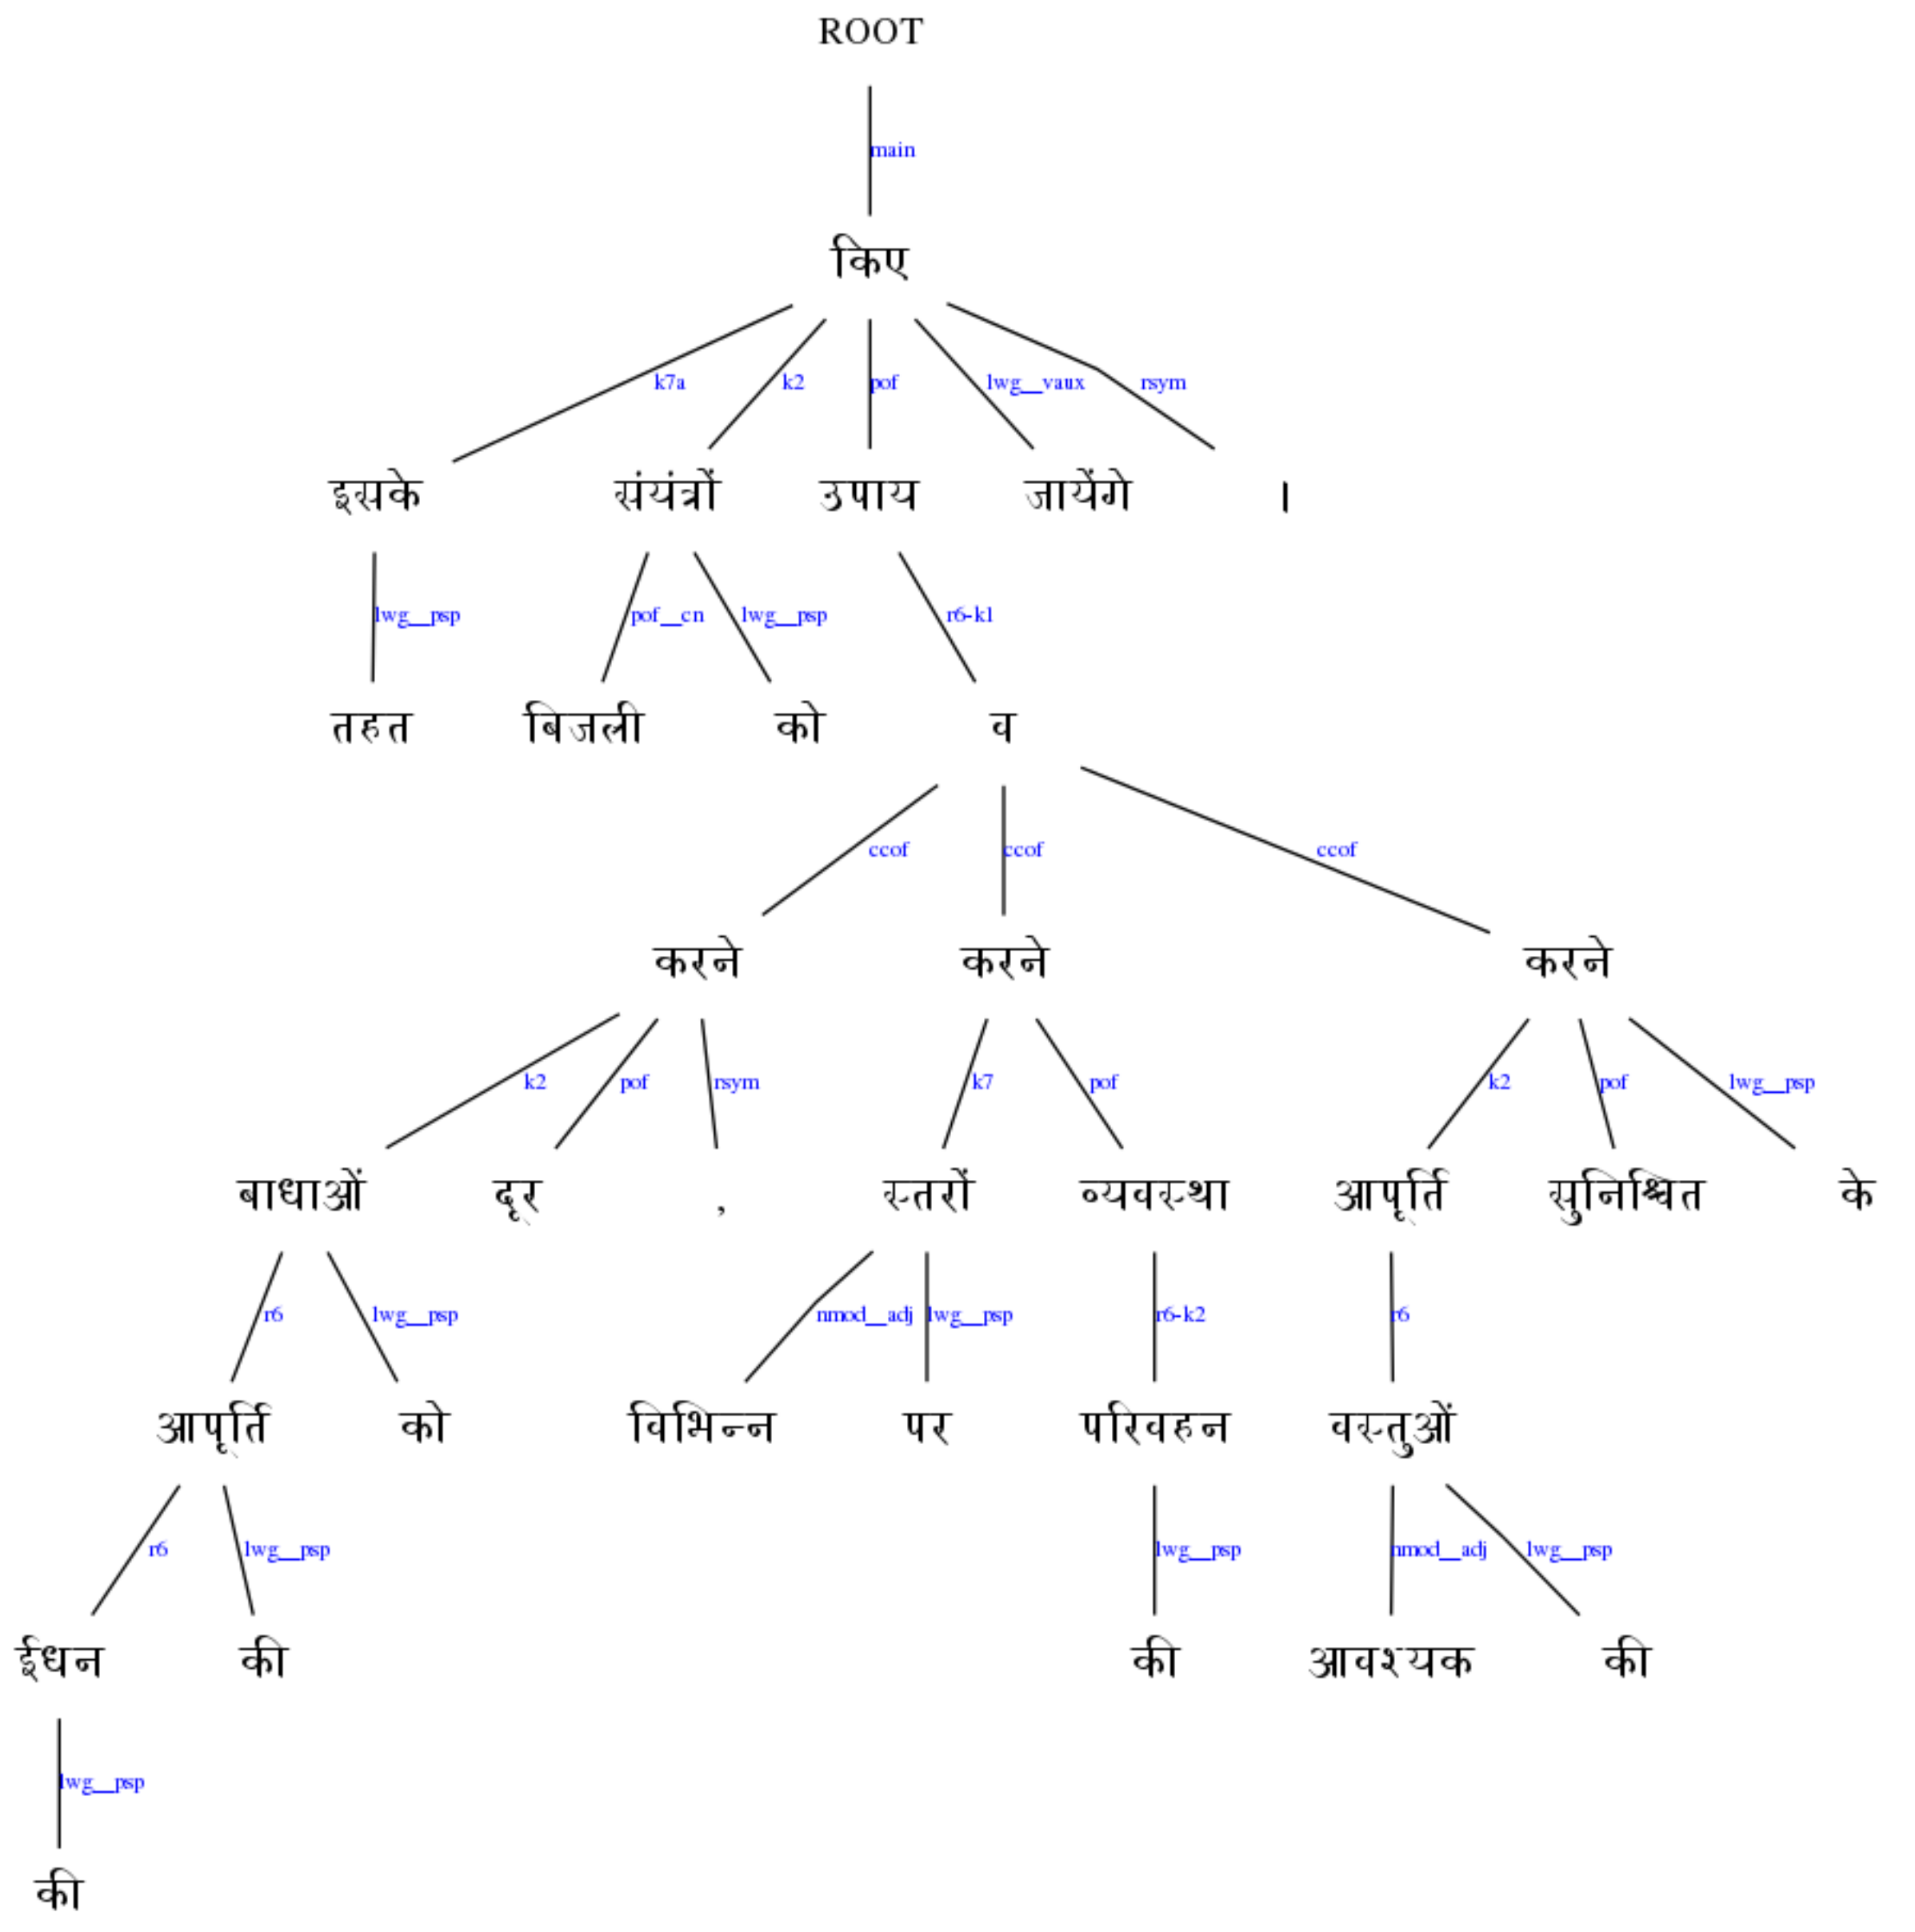 ROOT
main
किए
k7a k2 pof lwg__vaux rsym
इसके संयंत्रों उपाय जायेंगे ।
lwg__psp pof__cn lwg__psp r6-k1
तहत बिजली को व
ccof ccof ccof
करने करने करने
k2 pof rsym k7 pof k2 pof lwg__psp
बाधाओं दूर , स्तरों व्यवस्था आपूर्ति सुनिश्चित के
r6 lwg__psp nmod__adj lwg__psp r6-k2 r6
आपूर्ति को विभिन्न पर परिवहन वस्तुओं
r6 lwg__psp lwg__psp nmod__adj lwg__psp
ईधन की की आवश्यक की
lwg__psp
की